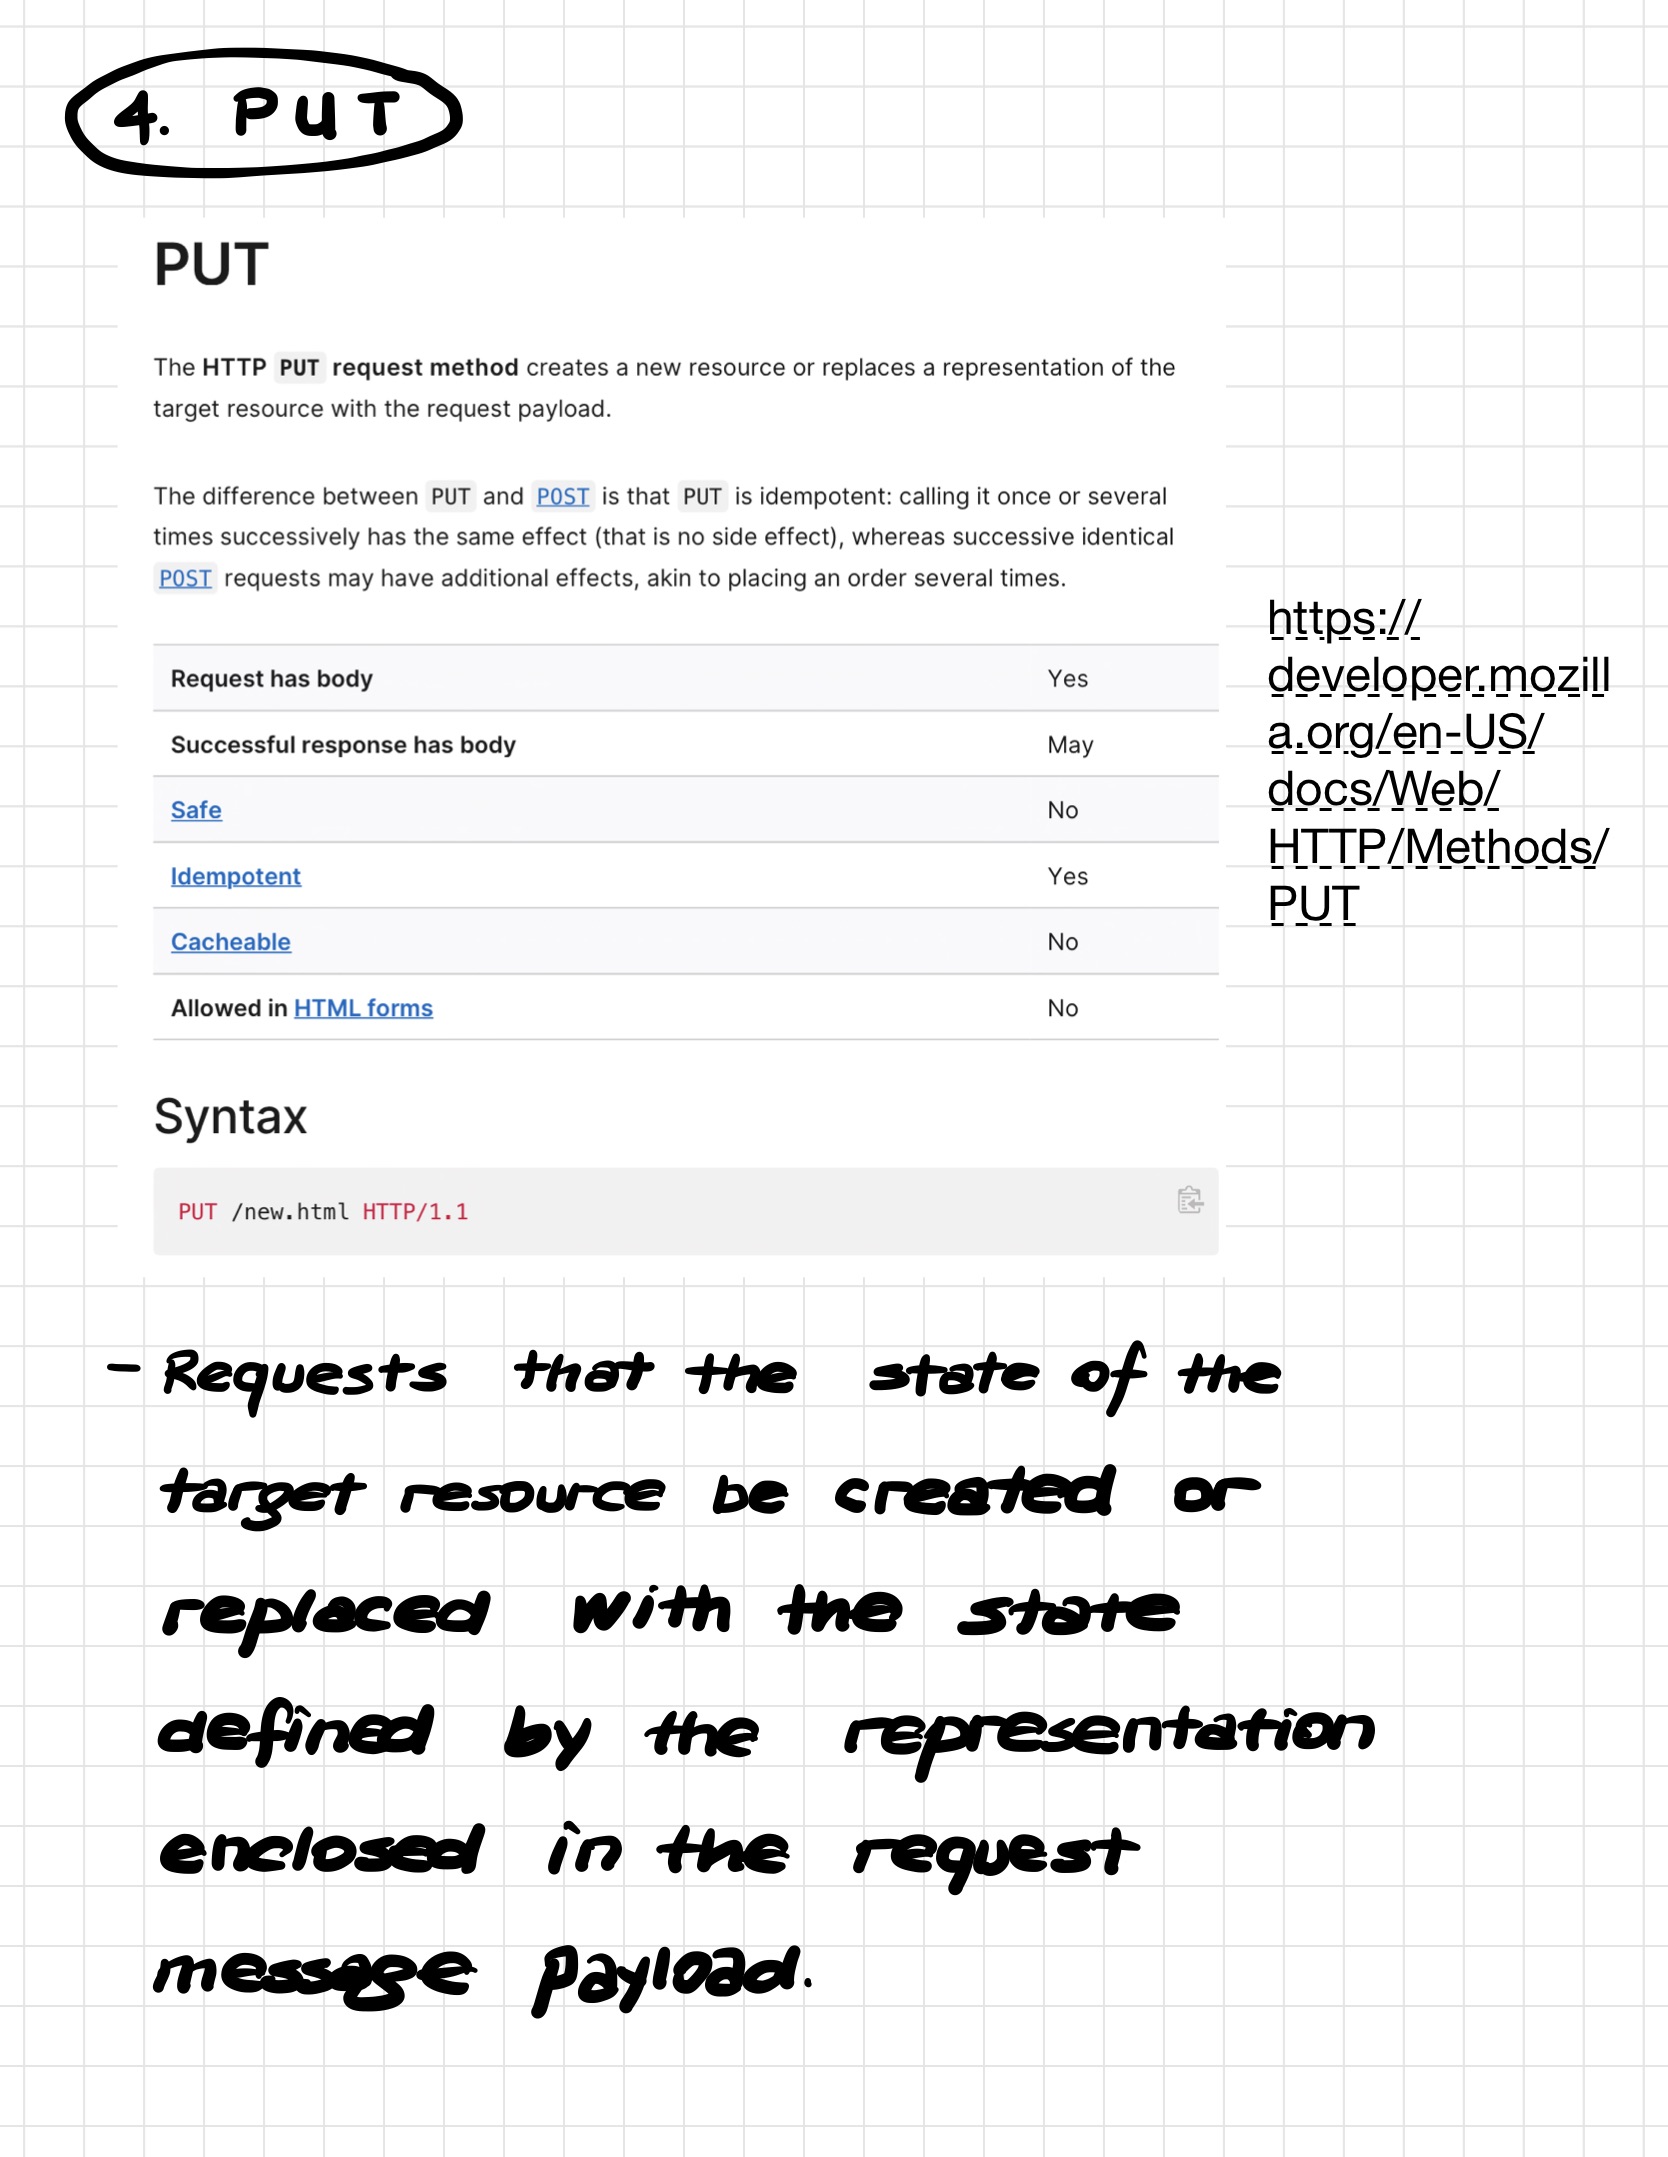 4. PUT
PUT
The HTTP PUT request method creates a new resource or replaces a representation of the
target resource with the request payload.
The difference between PUT and POST is that PUT is idempotent: calling it once or several
times successively has the same effect (that is no side effect), whereas successive identical
POST requests may have additional effects, akin to placing an order several times.
Request has body Yes
Successful response has body May
Safe No
Idempotent Yes
Cacheable No
Allowed in HTML forms No
https://
developer.mozill
a.org/en-US/
docs/Web/
HTTP/Methods/
PUT
Syntax
PUT /new.html HTTP/1.1
- Requests that the state of the
target resource be created or
replaced with the state
defined by the representation
enclosed in the request
message payload.